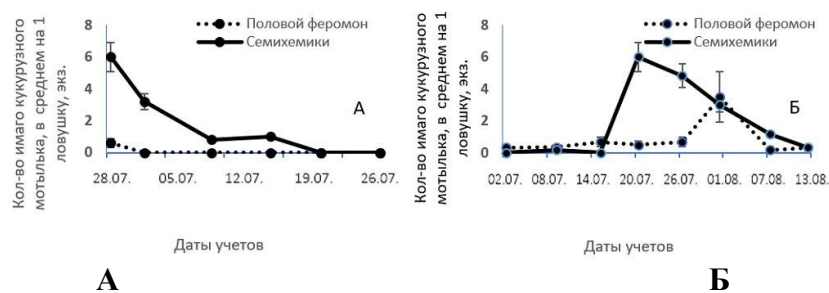 Кол-во имаго кукурузного
мотылька, в среднем на 1
ловушку, экз.
8
6
4
2
0
Половой феромон
Семихемики
А
28.07. 05.07. 12.07. 19.07. 26.07.
Даты учетов
А
Кол-во имаго кукурузного
мотылька, в среднем на 1
ловушку, экз.
8
6
4
2
0
Половой феромон
Семихемики
Б
02.07. 08.07. 14.07. 20.07. 26.07. 01.08. 07.08. 13.08.
Даты учетов
Б